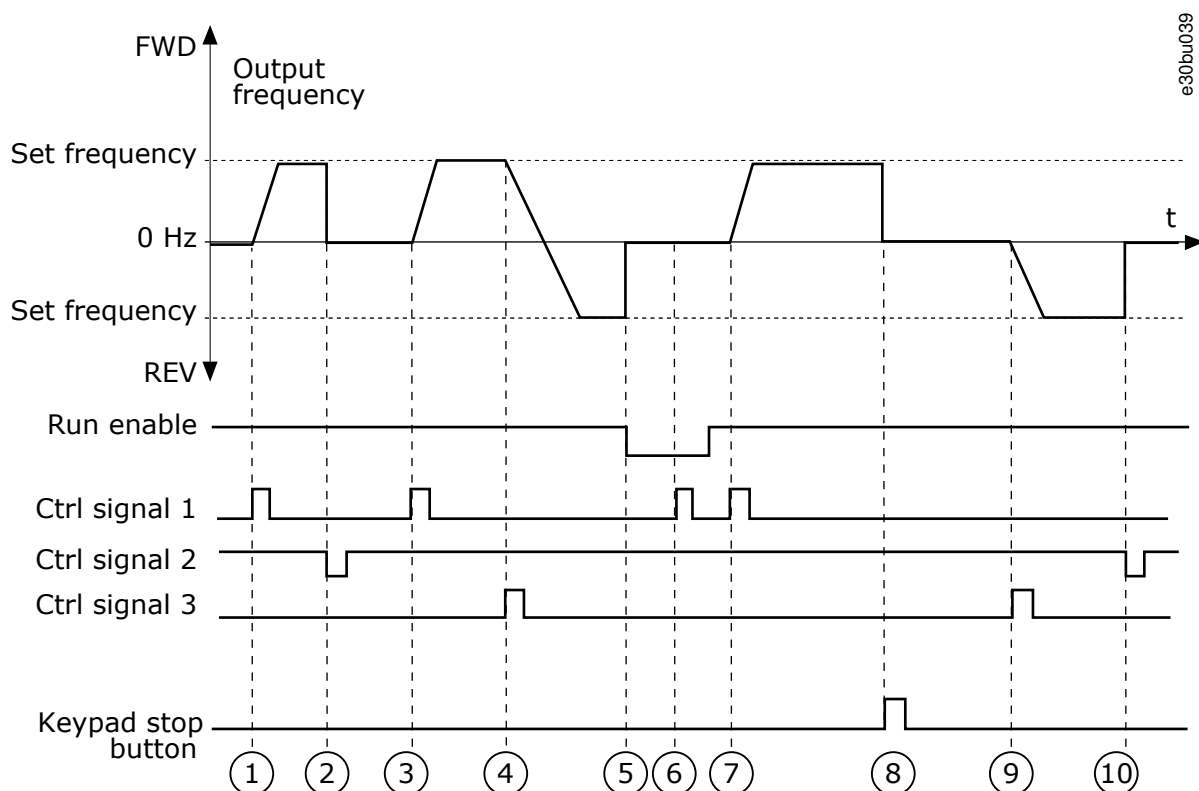 e30bu039
FWD
Output
frequency
Set frequency
t
0 Hz
Set frequency
REV
Run enable
Ctrl signal 1
Ctrl signal 2
Ctrl signal 3
Keypad stop
button
1 2 3 4 5 6 7 8 9 10